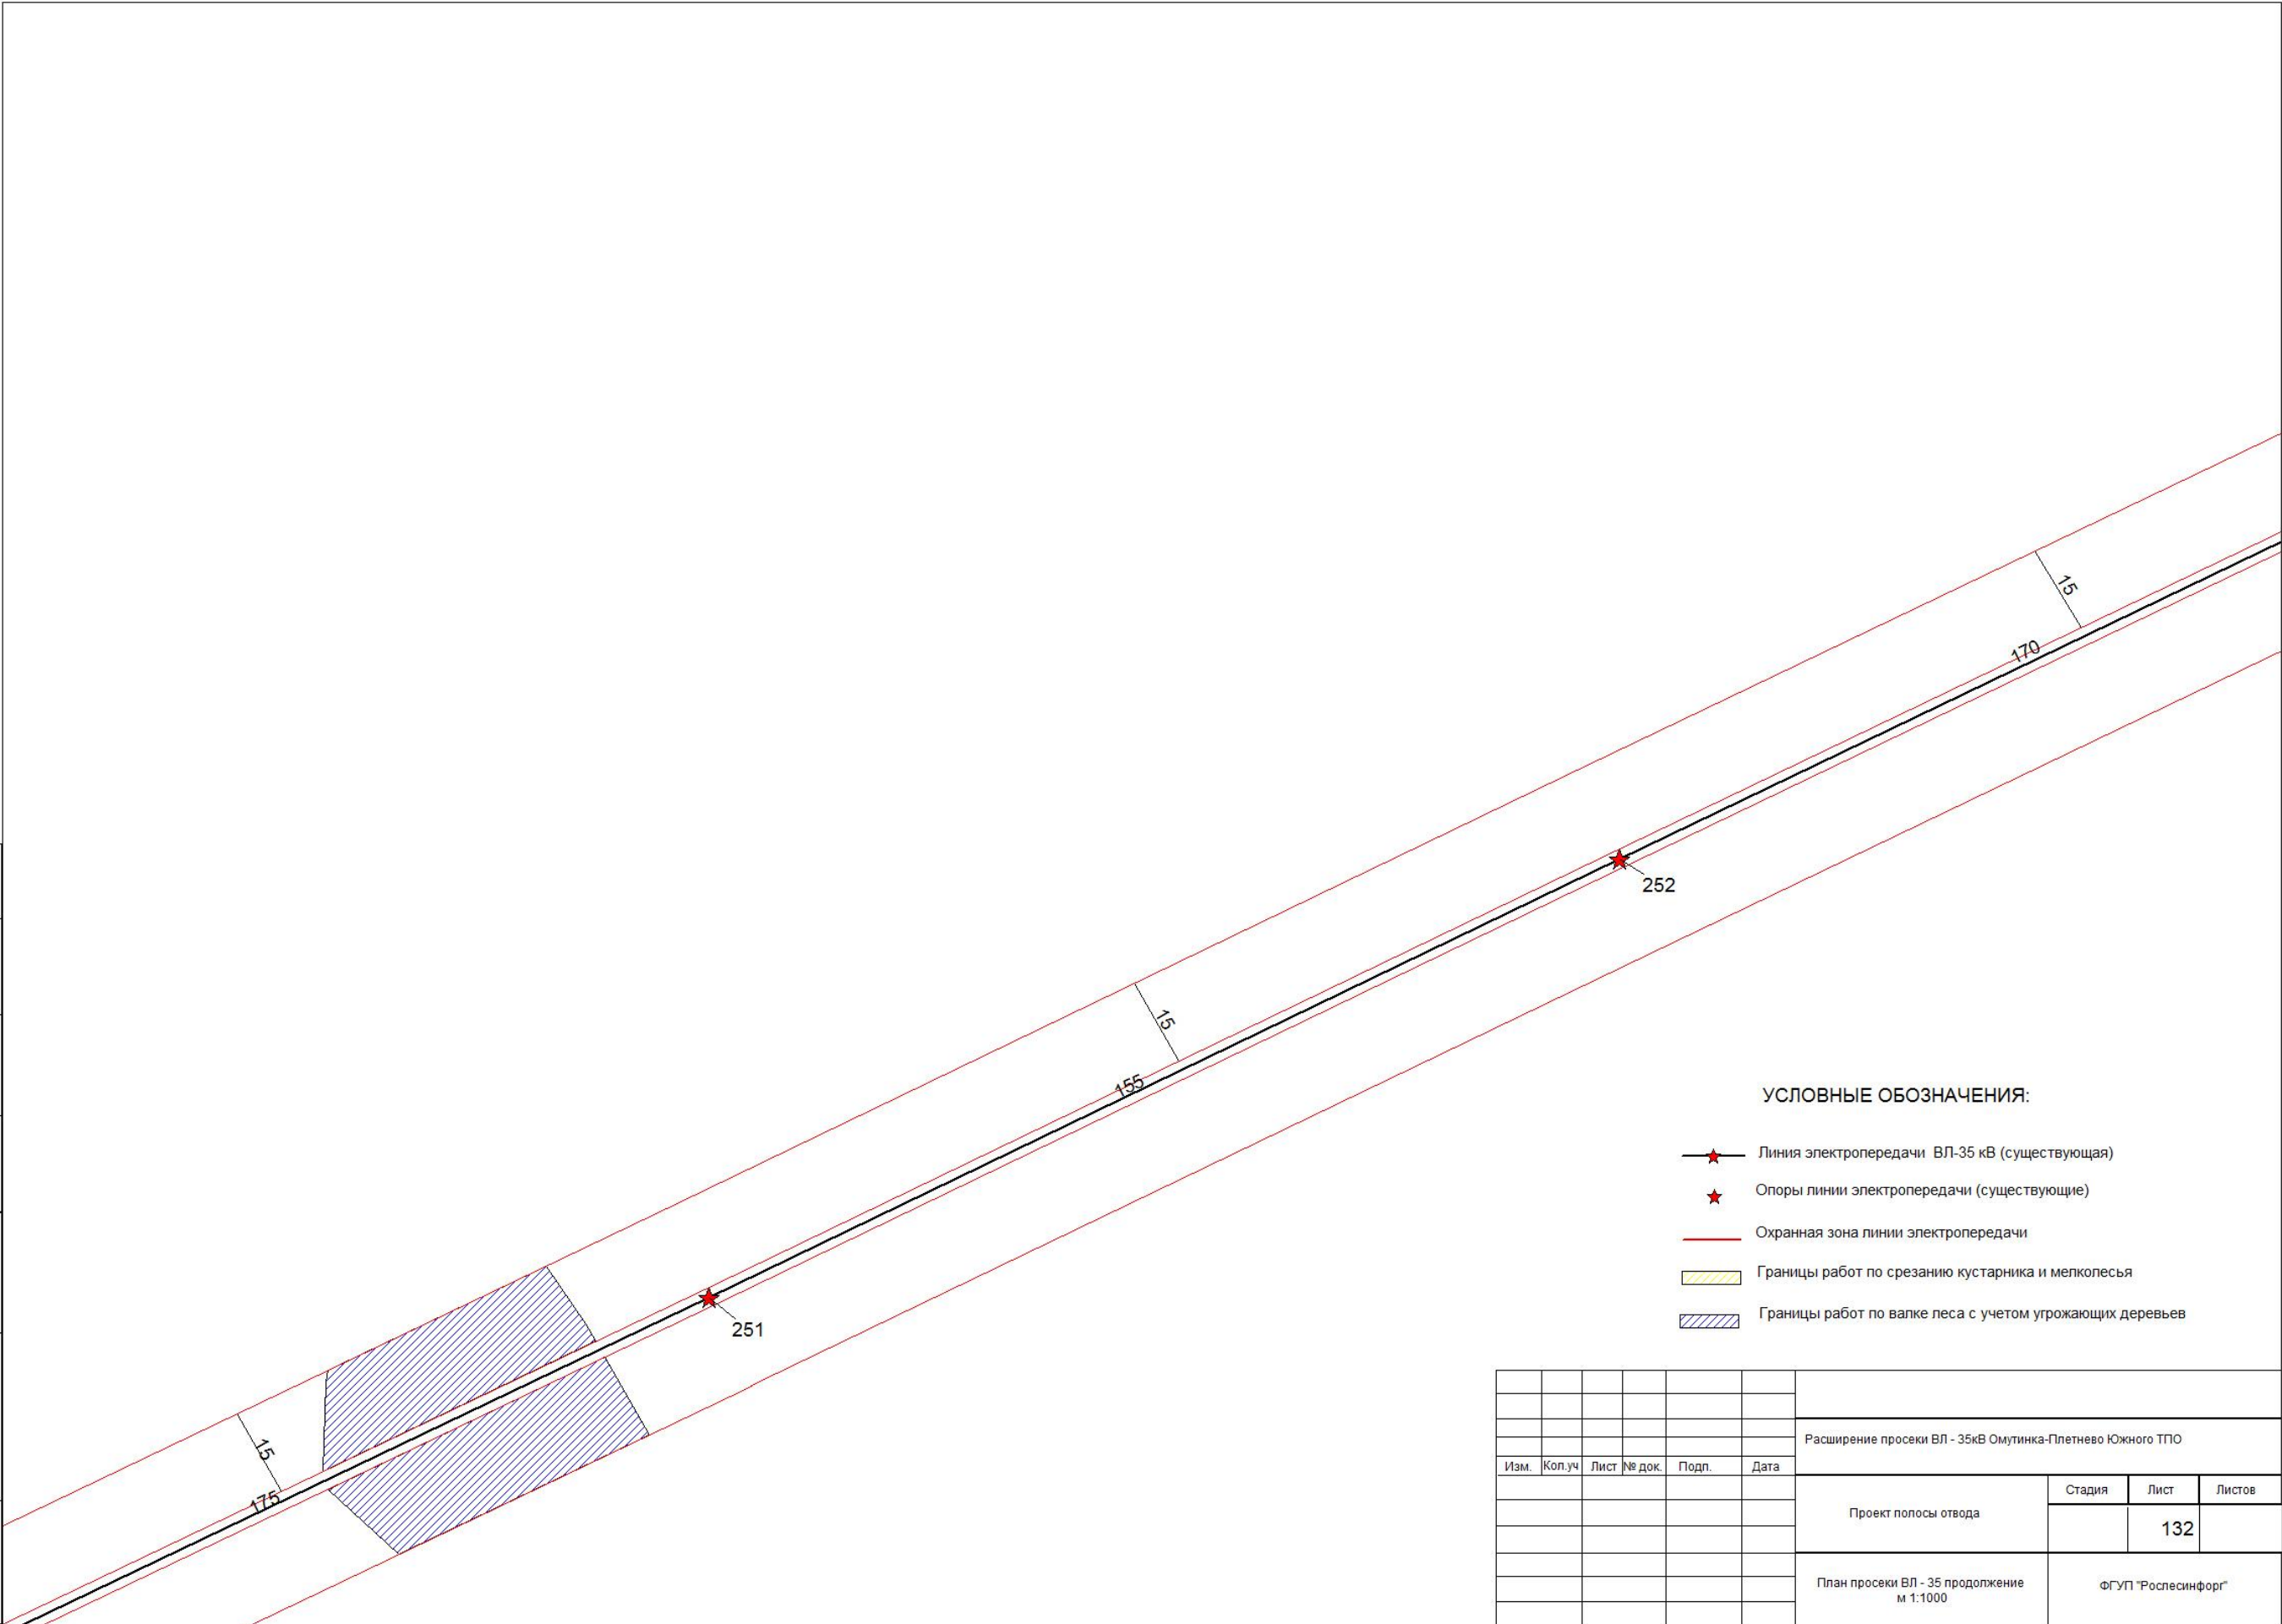 15
170
252
15
155
251
15
175
УСЛОВНЫЕ ОБОЗНАЧЕНИЯ:
Линия электропередачи ВЛ-35 кВ (существующая)
Опоры линии электропередачи (существующие)
Охранная зона линии электропередачи
Границы работ по срезанию кустарника и мелколесья
Границы работ по валке леса с учетом угрожающих деревьев
Расширение просеки ВЛ - 35кВ Омутинка-Плетнево Южного ТПО
Изм. Кол.уч Лист № док. Подп. Дата
Проект полосы отвода
Стадия Лист Листов
132
План просеки ВЛ - 35 продолжение
м 1:1000
ФГУП "Рослесинфорг"